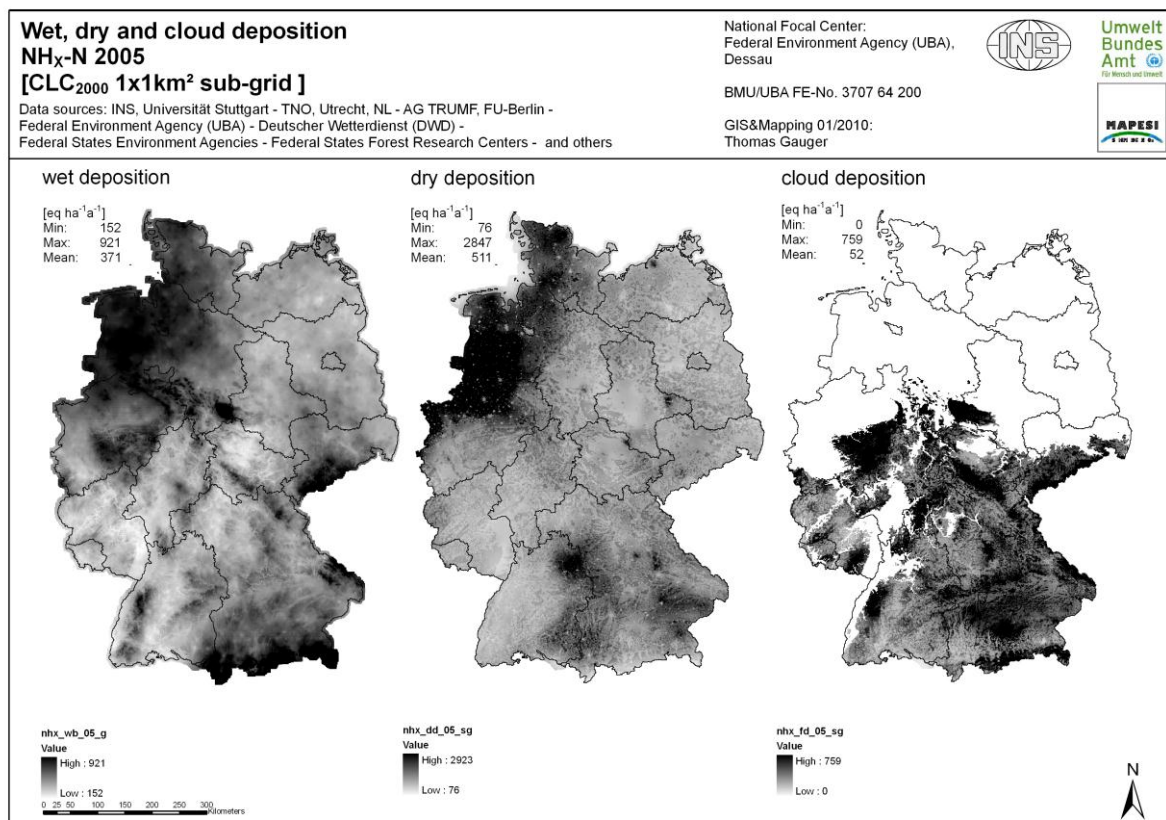 Wet, dry and cloud deposition
NHX-N 2005
[CLC2000 1x1km² sub-grid ]
Data sources: INS, Universität Stuttgart - TNO, Utrecht, NL - AG TRUMF, FU-Berlin -
Federal Environment Agency (UBA) - Deutscher Wetterdienst (DWD) -
Federal States Environment Agencies - Federal States Forest Research Centers -  and others
National Focal Center:
Federal Environment Agency (UBA),
Dessau
BMU/UBA FE-No. 3707 64 200
GIS&Mapping 01/2010:
Thomas Gauger
INS
Umwelt
Bundes
Amt
Für Mensch und Umwelt
MAPESI
wet deposition
[eq ha⁻¹a⁻¹]
Min: 152
Max: 921
Mean: 371
dry deposition
[eq ha⁻¹a⁻¹]
Min: 76
Max: 2847
Mean: 511
cloud deposition
[eq ha⁻¹a⁻¹]
Min: 0
Max: 759
Mean: 52
nhx_wb_05_g
Value
High : 921
Low : 152
0 25 50 100 150 200 250 300
Kilometers
nhx_dd_05_sg
Value
High : 2923
Low : 76
nhx_fd_05_sg
Value
High : 759
Low : 0
N